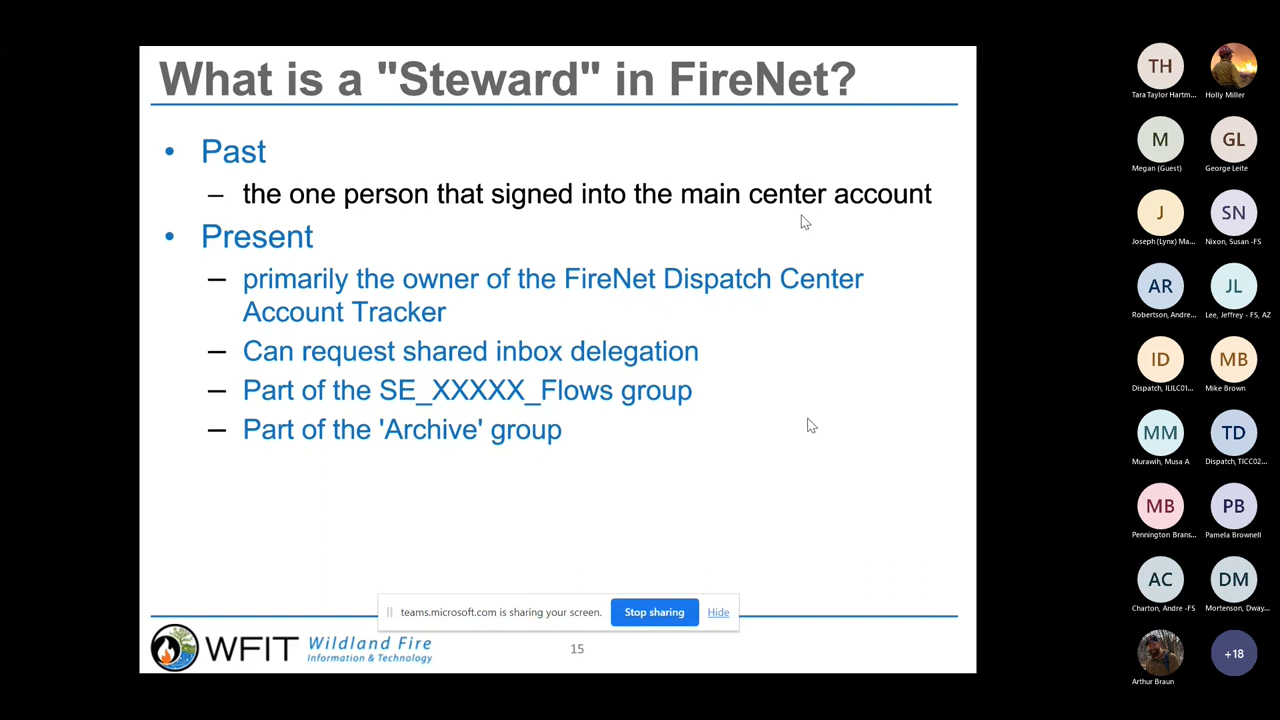 What is a "Steward" in FireNet?
• Past
– the one person that signed into the main center account
• Present
– primarily the owner of the FireNet Dispatch Center
Account Tracker
– Can request shared inbox delegation
– Part of the SE_XXXXX_Flows group
– Part of the 'Archive' group
teams.microsoft.com is sharing your screen.
Stop sharing
Hide
WFIT
Wildland Fire
Information & Technology
15
TH
Tara Taylor Hartm...
Holly Miller
M
Megan (Guest)
GL
George Leite
J
Joseph (Lynx) Ma...
SN
Nixon, Susan -FS
AR
Robertson, Andre...
JL
Lee, Jeffrey - FS, AZ
ID
Dispatch, ILILC01...
MB
Mike Brown
MM
Murawih, Musa A
TD
Dispatch, TICC02...
MB
Pennington Brans...
PB
Pamela Brownell
AC
Charton, Andre -FS
DM
Mortenson, Dway...
Arthur Braun
+18